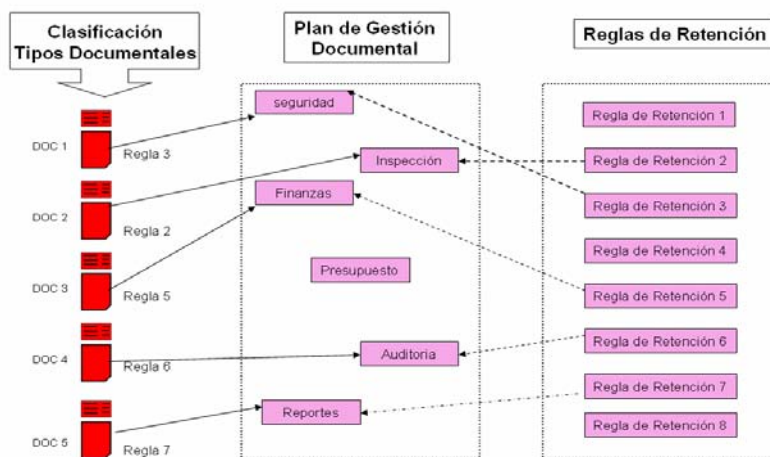 Clasificación
Tipos Documentales
Plan de Gestión
Documental
Reglas de Retención
DOC 1
Regla 3
DOC 2
Regla 2
DOC 3
Regla 5
DOC 4
Regla 6
DOC 5
Regla 7
seguridad
Inspección
Finanzas
Presupuesto
Auditoria
Reportes
Regla de Retención 1
Regla de Retención 2
Regla de Retención 3
Regla de Retención 4
Regla de Retención 5
Regla de Retención 6
Regla de Retención 7
Regla de Retención 8